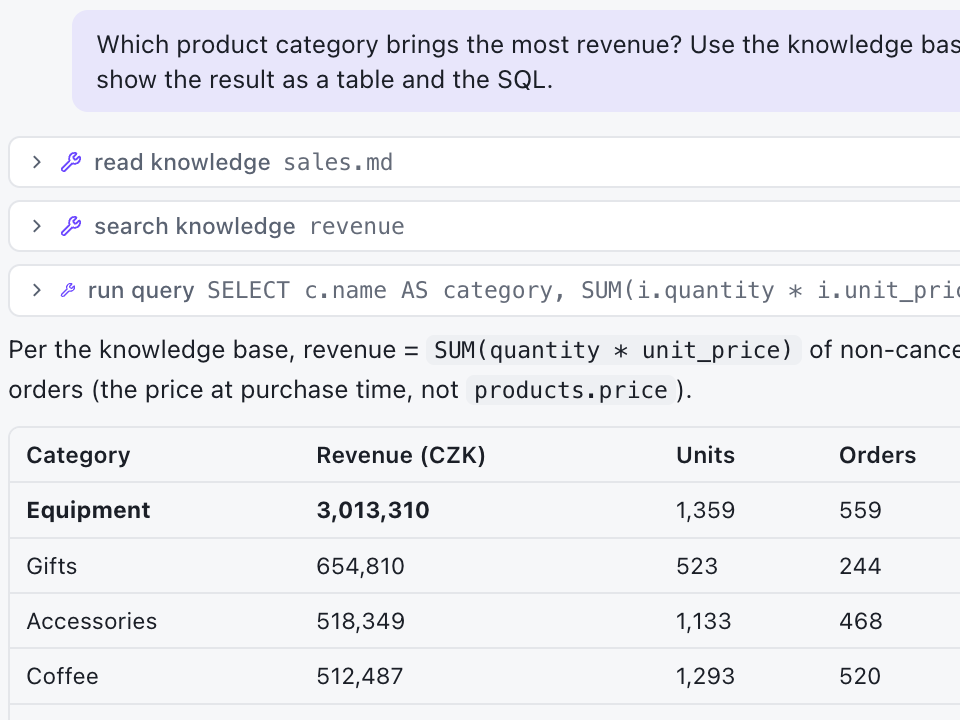 Which product category brings the most revenue? Use the knowledge bas
show the result as a table and the SQL.
read knowledge sales.md
search knowledge revenue
run query SELECT c.name AS category, SUM(i.quantity * i.unit_pric
Per the knowledge base, revenue = SUM(quantity * unit_price) of non-cance
orders (the price at purchase time, not products.price ).
Category Revenue (CZK) Units Orders
Equipment 3,013,310 1,359 559
Gifts 654,810 523 244
Accessories 518,349 1,133 468
Coffee 512,487 1,293 520